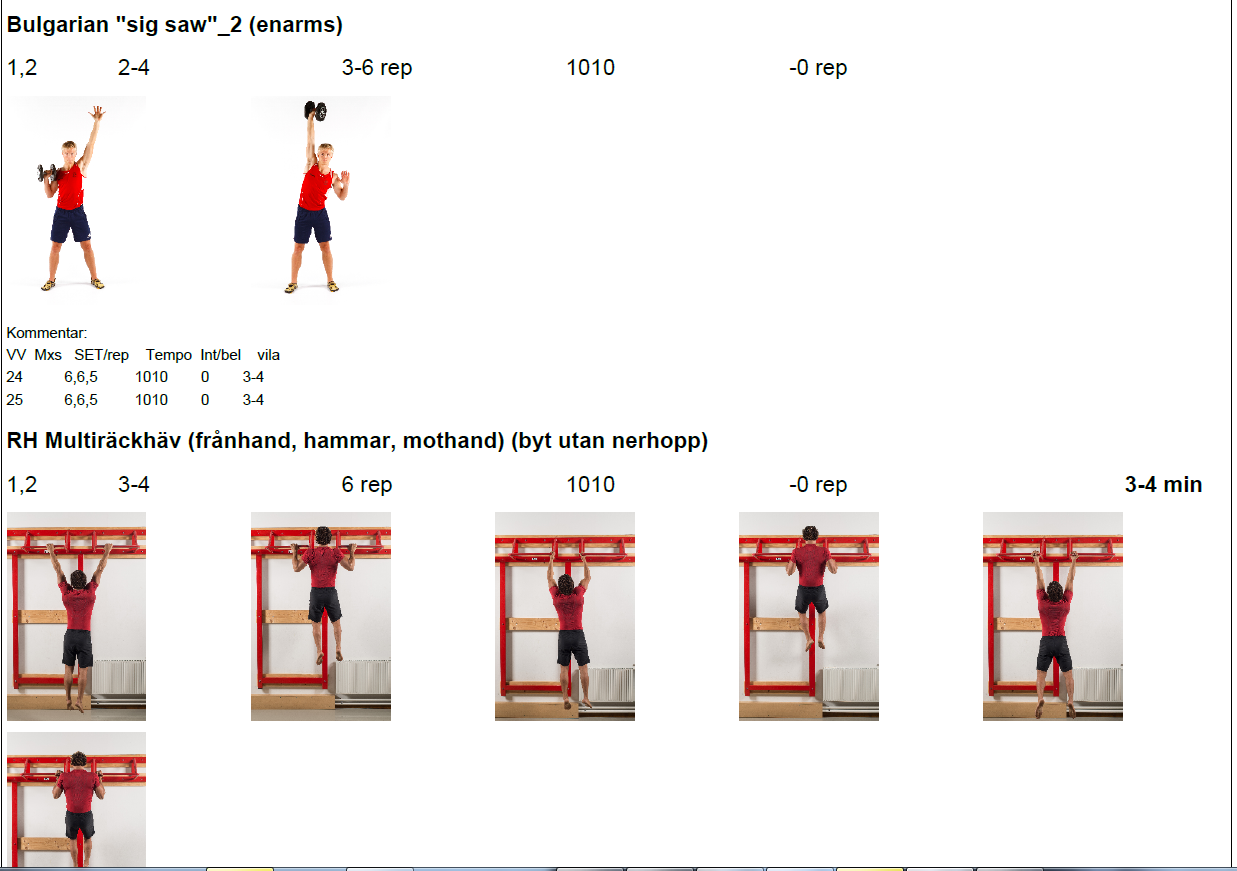 Bulgarian "sig saw"_2 (enarms)
1,2 2-4 3-6 rep 1010 -0 rep
Kommentar:
VV Mxs SET/rep Tempo Int/bel vila
24 6,6,5 1010 0 3-4
25 6,6,5 1010 0 3-4
RH Multiräckhäv (frånhand, hammar, mothand) (byt utan nerhopp)
1,2 3-4 6 rep 1010 -0 rep 3-4 min